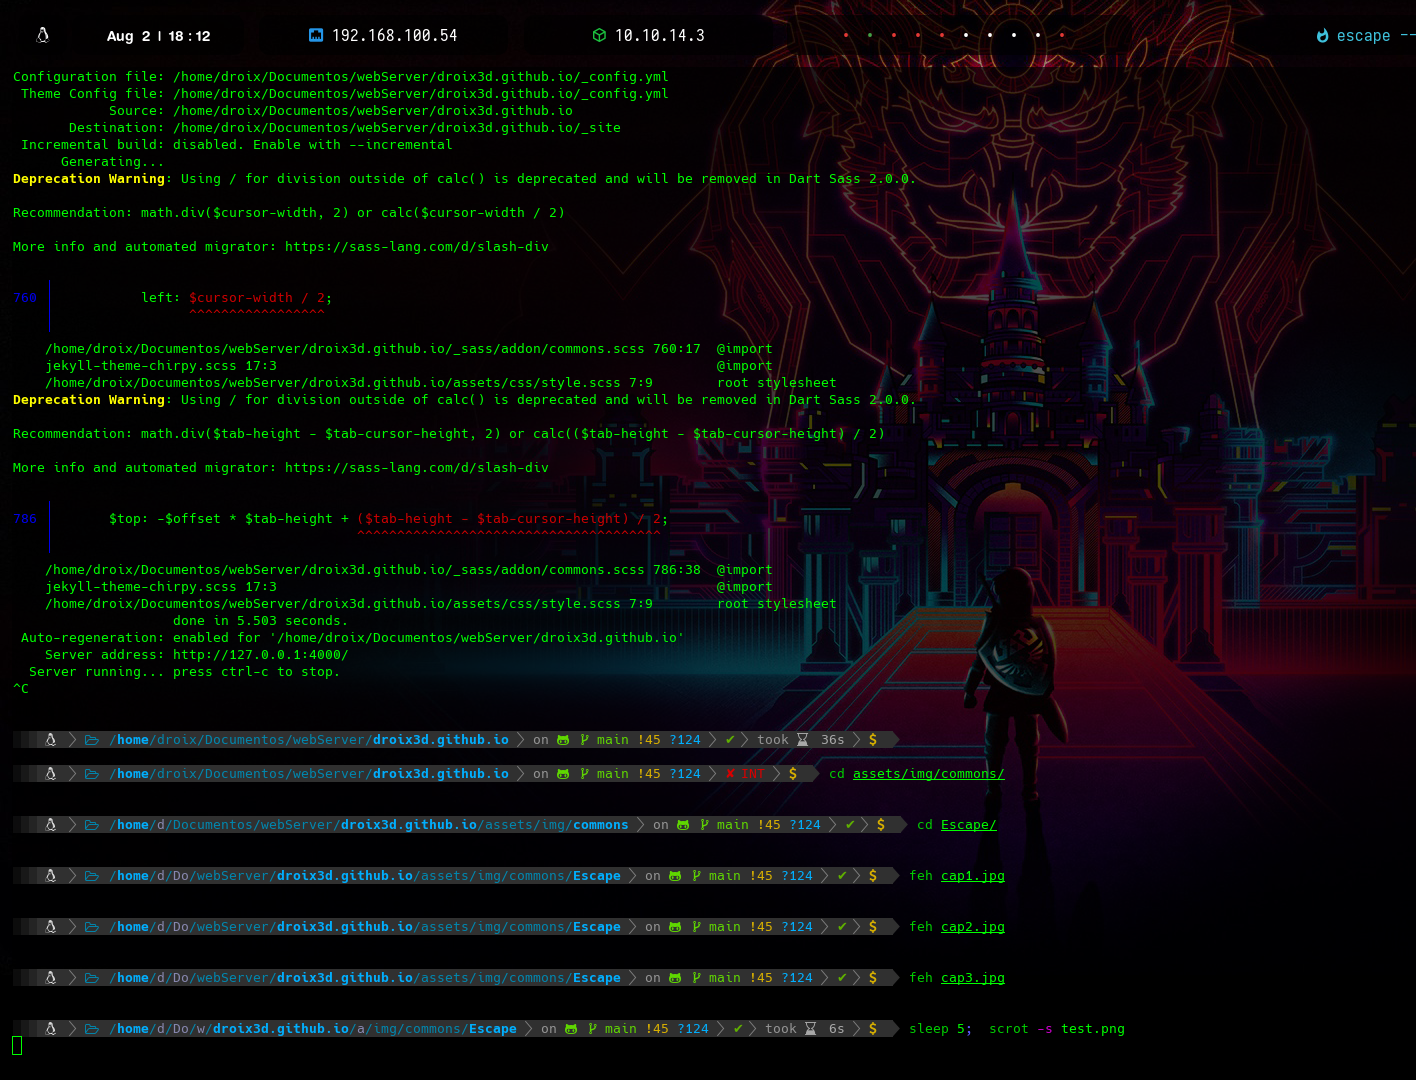 Aug 2 | 18:12 192.168.100.54 10.10.14.3 escape --
Configuration file: /home/droix/Documentos/webServer/droix3d.github.io/_config.yml
Theme Config file: /home/droix/Documentos/webServer/droix3d.github.io/_config.yml
Source: /home/droix/Documentos/webServer/droix3d.github.io
Destination: /home/droix/Documentos/webServer/droix3d.github.io/_site
Incremental build: disabled. Enable with --incremental
Generating...
Deprecation Warning: Using / for division outside of calc() is deprecated and will be removed in Dart Sass 2.0.0.
Recommendation: math.div($cursor-width, 2) or calc($cursor-width / 2)
More info and automated migrator: https://sass-lang.com/d/slash-div
760 │ left: $cursor-width / 2;
^^^^^^^^^^^^^^^^^
/home/droix/Documentos/webServer/droix3d.github.io/_sass/addon/commons.scss 760:17 @import
jekyll-theme-chirpy.scss 17:3 @import
/home/droix/Documentos/webServer/droix3d.github.io/assets/css/style.scss 7:9 root stylesheet
Deprecation Warning: Using / for division outside of calc() is deprecated and will be removed in Dart Sass 2.0.0.
Recommendation: math.div($tab-height - $tab-cursor-height, 2) or calc(($tab-height - $tab-cursor-height) / 2)
More info and automated migrator: https://sass-lang.com/d/slash-div
786 │ $top: -$offset * $tab-height + ($tab-height - $tab-cursor-height) / 2;
^^^^^^^^^^^^^^^^^^^^^^^^^^^^^^^^^^^^^^
/home/droix/Documentos/webServer/droix3d.github.io/_sass/addon/commons.scss 786:38 @import
jekyll-theme-chirpy.scss 17:3 @import
/home/droix/Documentos/webServer/droix3d.github.io/assets/css/style.scss 7:9 root stylesheet
done in 5.503 seconds.
Auto-regeneration: enabled for '/home/droix/Documentos/webServer/droix3d.github.io'
Server address: http://127.0.0.1:4000/
Server running... press ctrl-c to stop.
^C
/home/droix/Documentos/webServer/droix3d.github.io on main !45 ?124 ✔ took 36s $
/home/droix/Documentos/webServer/droix3d.github.io on main !45 ?124 ✘ INT $ cd assets/img/commons/
/home/d/Documentos/webServer/droix3d.github.io/assets/img/commons on main !45 ?124 ✔ $ cd Escape/
/home/d/Do/webServer/droix3d.github.io/assets/img/commons/Escape on main !45 ?124 ✔ $ feh cap1.jpg
/home/d/Do/webServer/droix3d.github.io/assets/img/commons/Escape on main !45 ?124 ✔ $ feh cap2.jpg
/home/d/Do/webServer/droix3d.github.io/assets/img/commons/Escape on main !45 ?124 ✔ $ feh cap3.jpg
/home/d/Do/w/droix3d.github.io/a/img/commons/Escape on main !45 ?124 ✔ took 6s $ sleep 5; scrot -s test.png